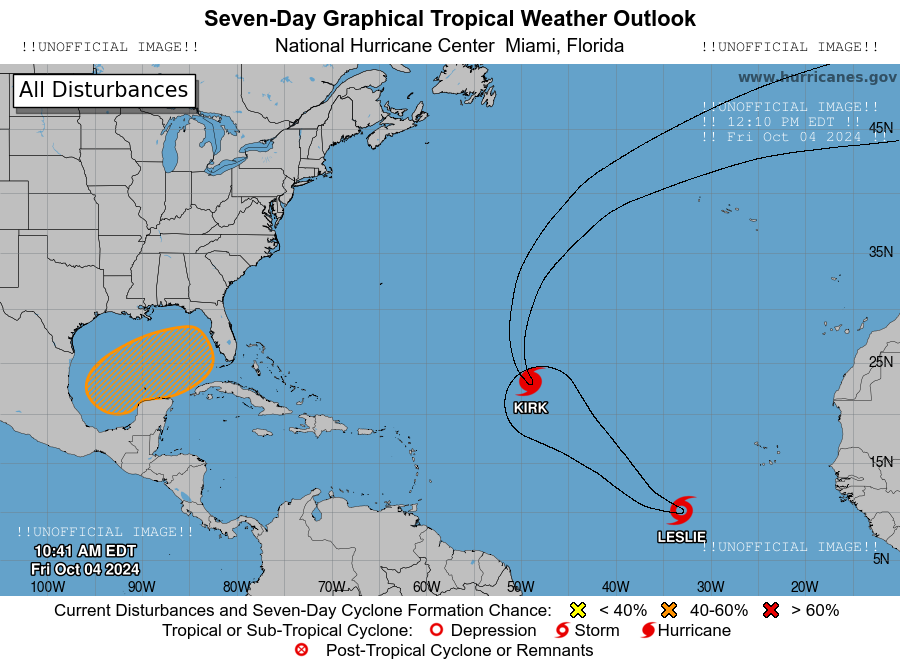 Seven-Day Graphical Tropical Weather Outlook
!!UNOFFICIAL IMAGE!! National Hurricane Center Miami, Florida !!UNOFFICIAL IMAGE!!
All Disturbances
www.hurricanes.gov
!!UNOFFICIAL IMAGE!!
!! 12:10 PM EDT !!
!! Fri Oct 04 2024 !!
45N
35N
25N
KIRK
15N
!!UNOFFICIAL IMAGE!!
LESLIE
!!UNOFFICIAL IMAGE!!
10:41 AM EDT
5N
Fri Oct 04 2024
100W 90W 80W 70W 60W 50W 40W 30W 20W
Current Disturbances and Seven-Day Cyclone Formation Chance: < 40% 40-60% > 60%
Tropical or Sub-Tropical Cyclone: Depression Storm Hurricane
Post-Tropical Cyclone or Remnants